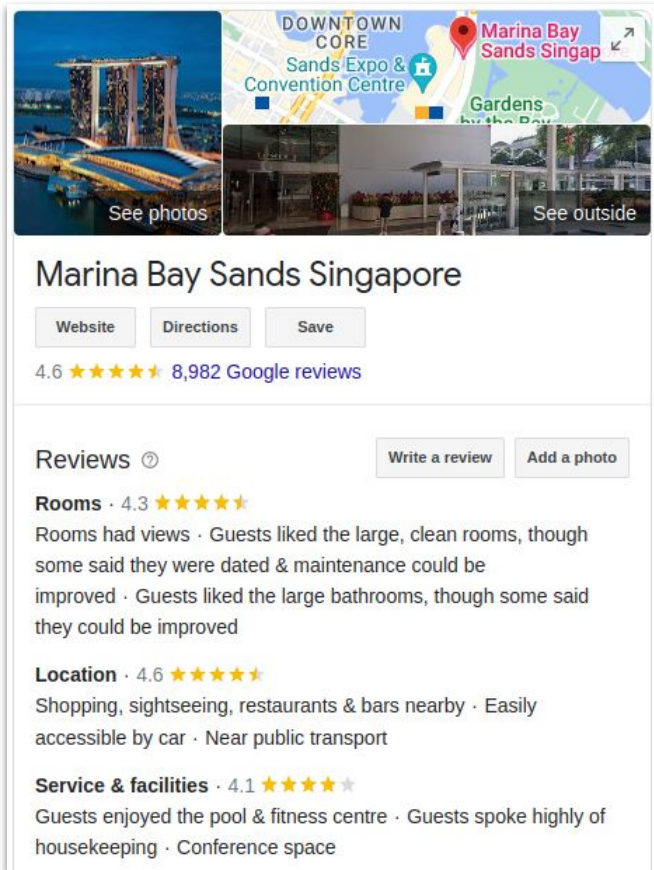 DOWNTOWN
CORE
Marina Bay
Sands Singapore
Sands Expo &
Convention Centre
Gardens
by the Bay
See photos
See outside
Marina Bay Sands Singapore
Website Directions Save
4.6 8,982 Google reviews
Reviews ? Write a review Add a photo
Rooms · 4.3
Rooms had views · Guests liked the large, clean rooms, though
some said they were dated & maintenance could be
improved · Guests liked the large bathrooms, though some said
they could be improved
Location · 4.6
Shopping, sightseeing, restaurants & bars nearby · Easily
accessible by car · Near public transport
Service & facilities · 4.1
Guests enjoyed the pool & fitness centre · Guests spoke highly of
housekeeping · Conference space